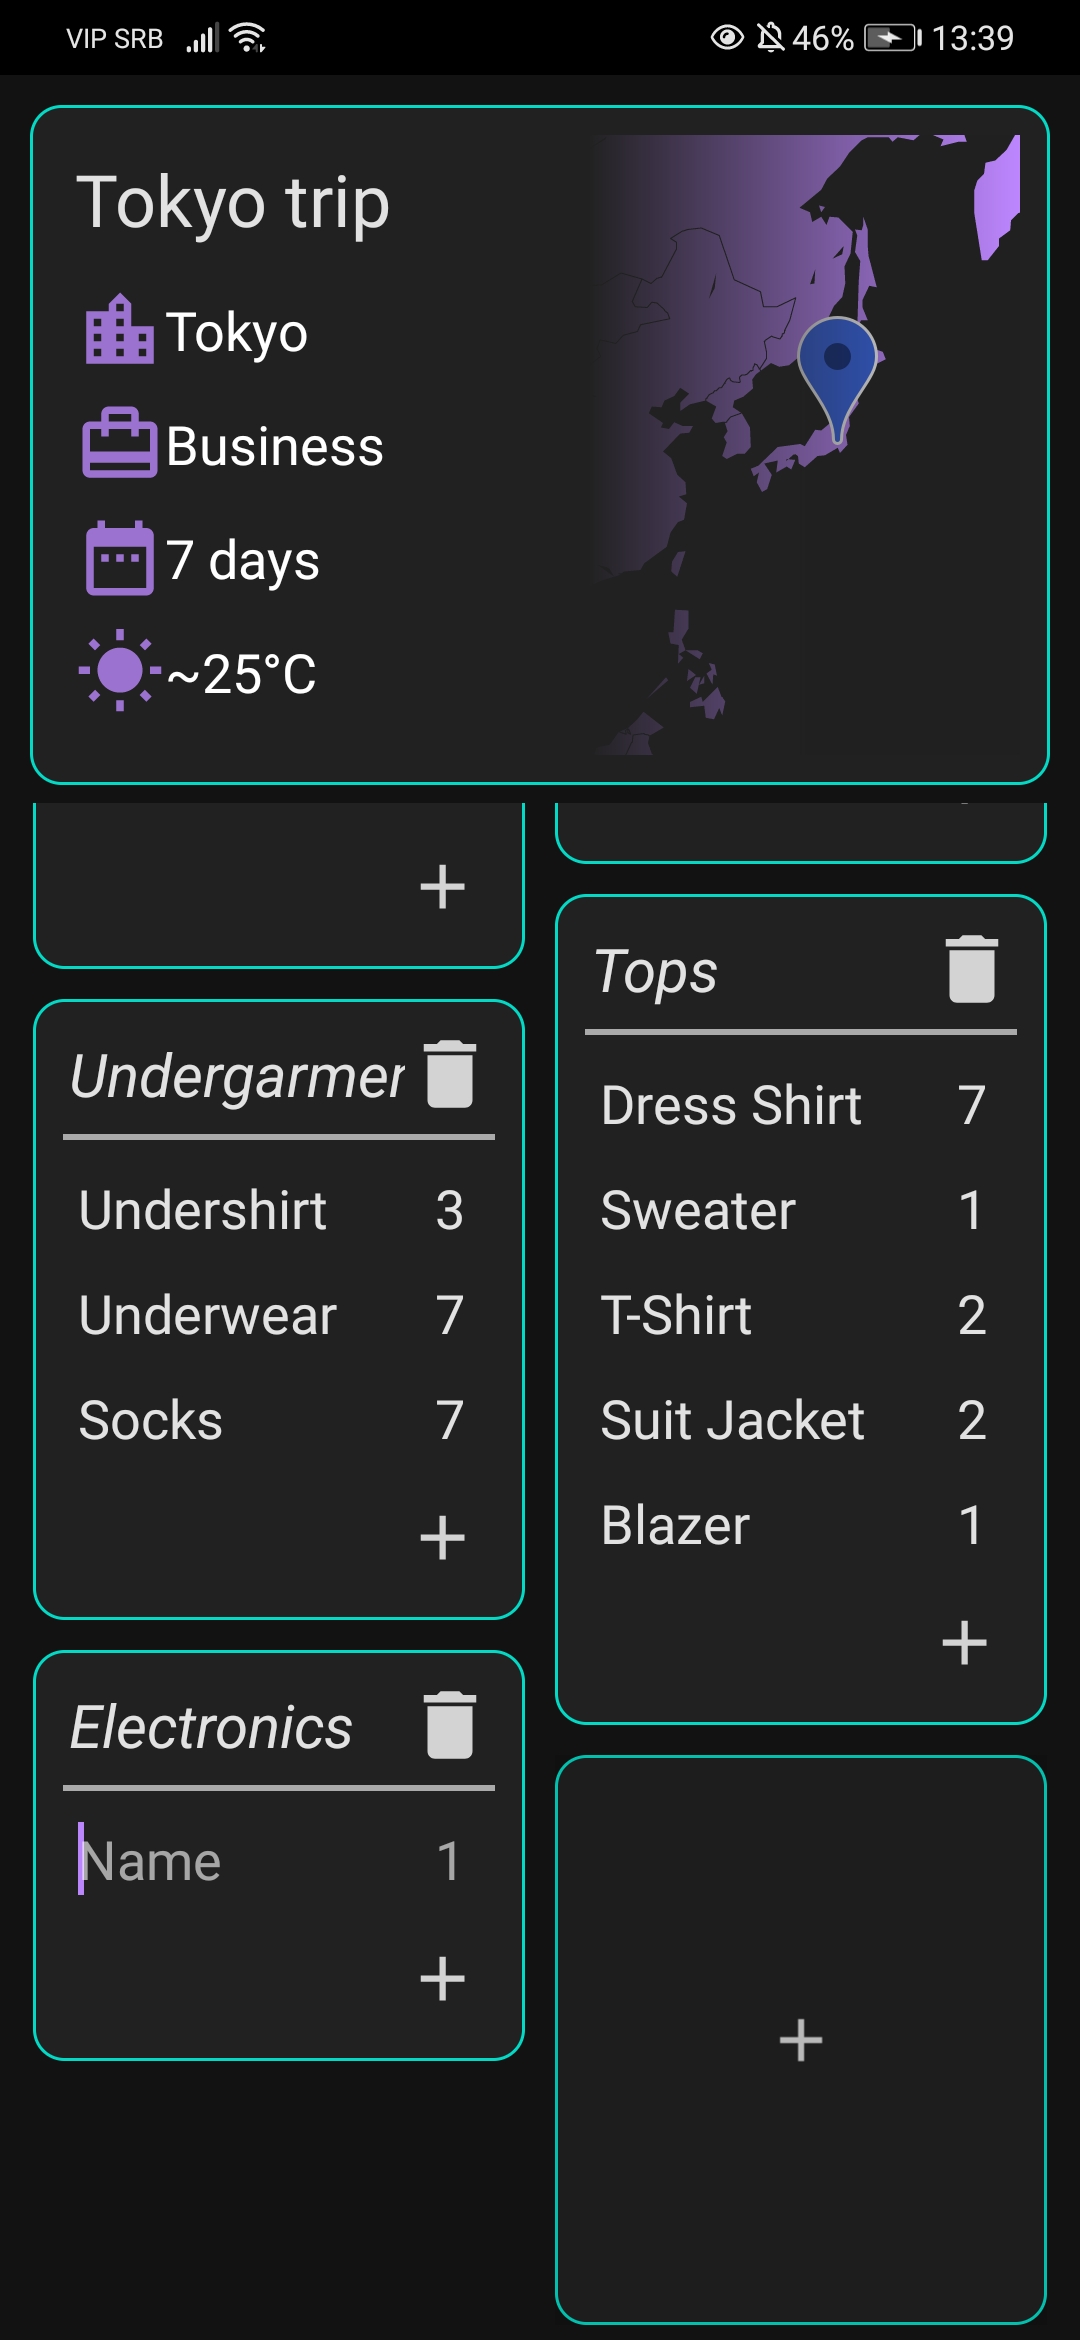 VIP SRB 46% 13:39
Tokyo trip
Tokyo
Business
7 days
~25°C
Undergarmer
Undershirt 3
Underwear 7
Socks 7
Electronics
Name 1
Tops
Dress Shirt 7
Sweater 1
T-Shirt 2
Suit Jacket 2
Blazer 1